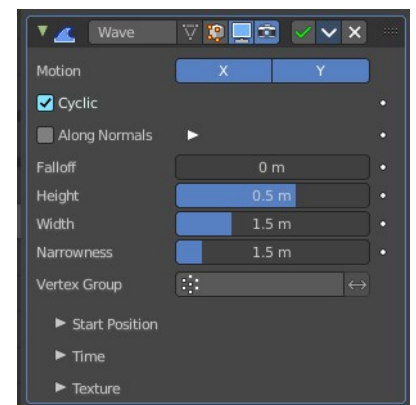 Wave
Motion X Y
Cyclic
Along Normals
Falloff 0 m
Height 0.5 m
Width 1.5 m
Narrowness 1.5 m
Vertex Group
Start Position
Time
Texture